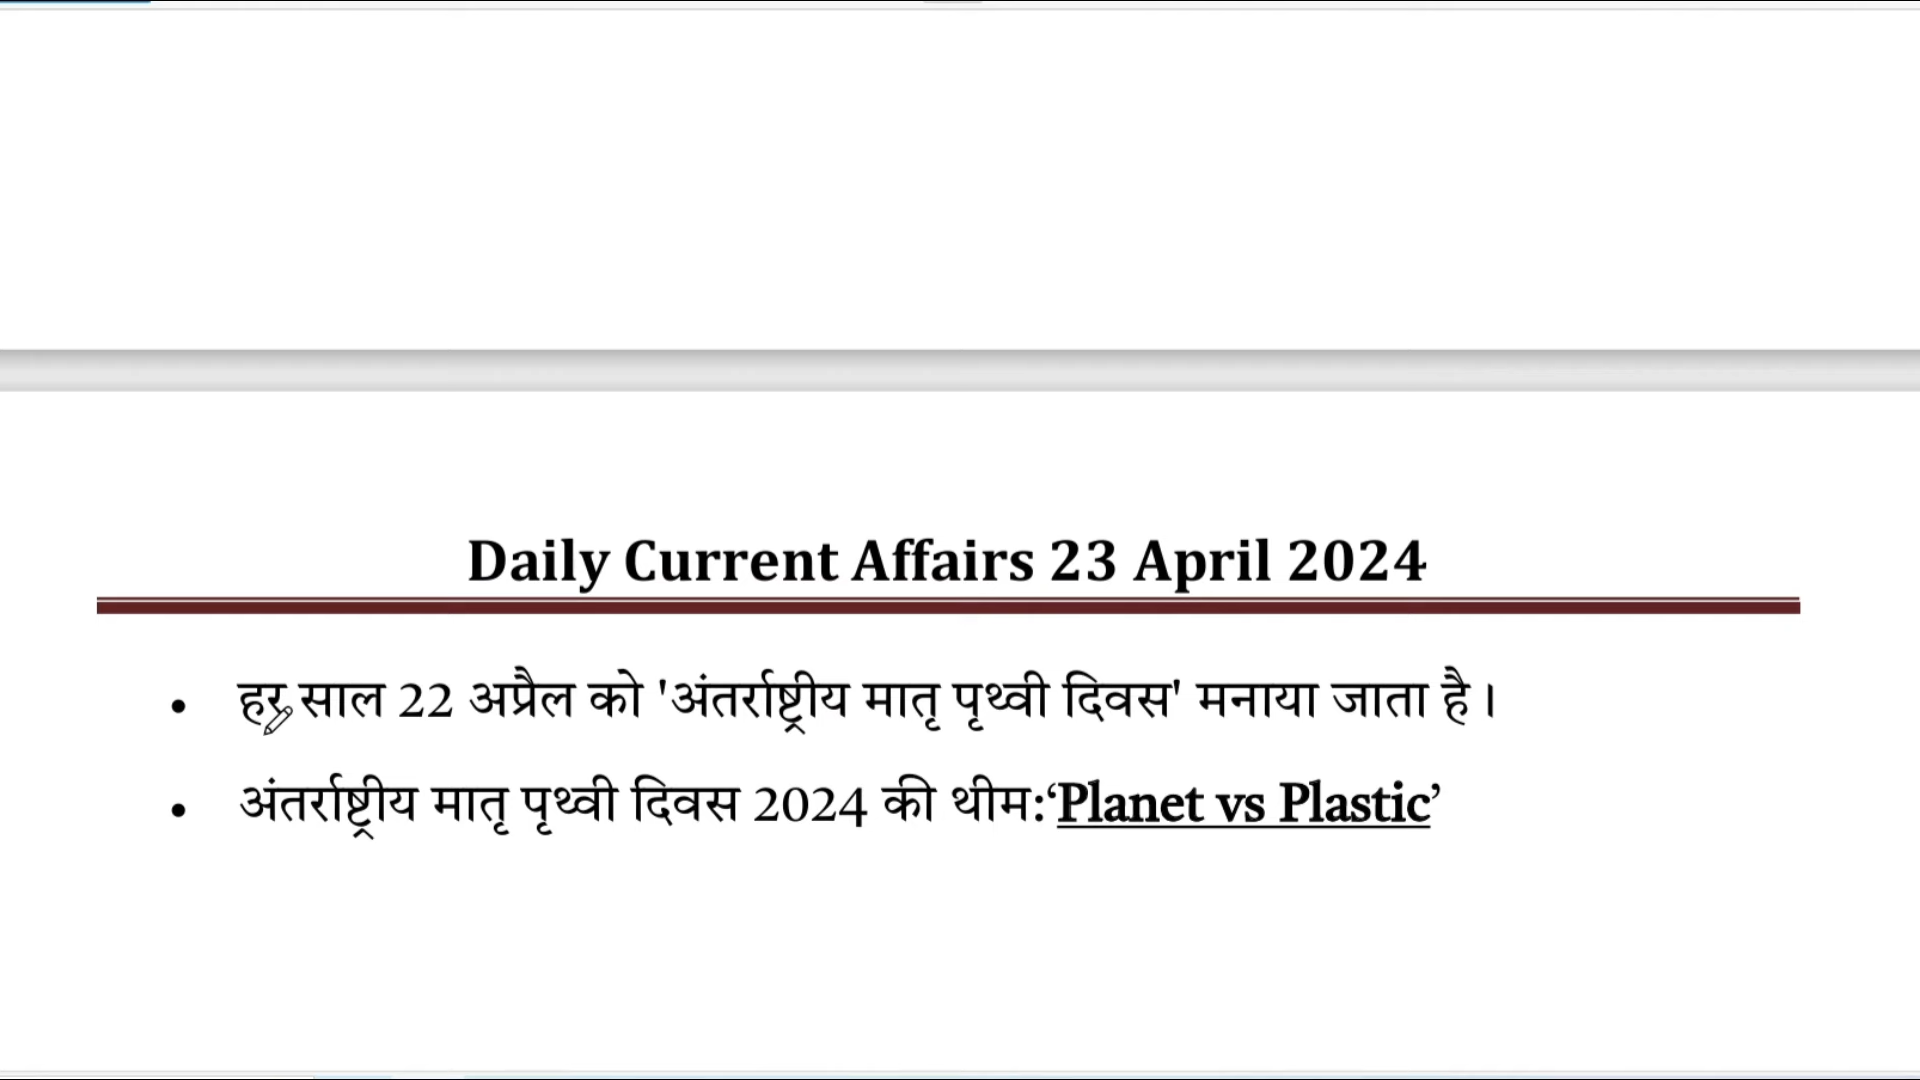 Daily Current Affairs 23 April 2024
हर साल 22 अप्रैल को 'अंतर्राष्ट्रीय मातृ पृथ्वी दिवस' मनाया जाता है।
अंतर्राष्ट्रीय मातृ पृथ्वी दिवस 2024 की थीम:‘Planet vs Plastic’